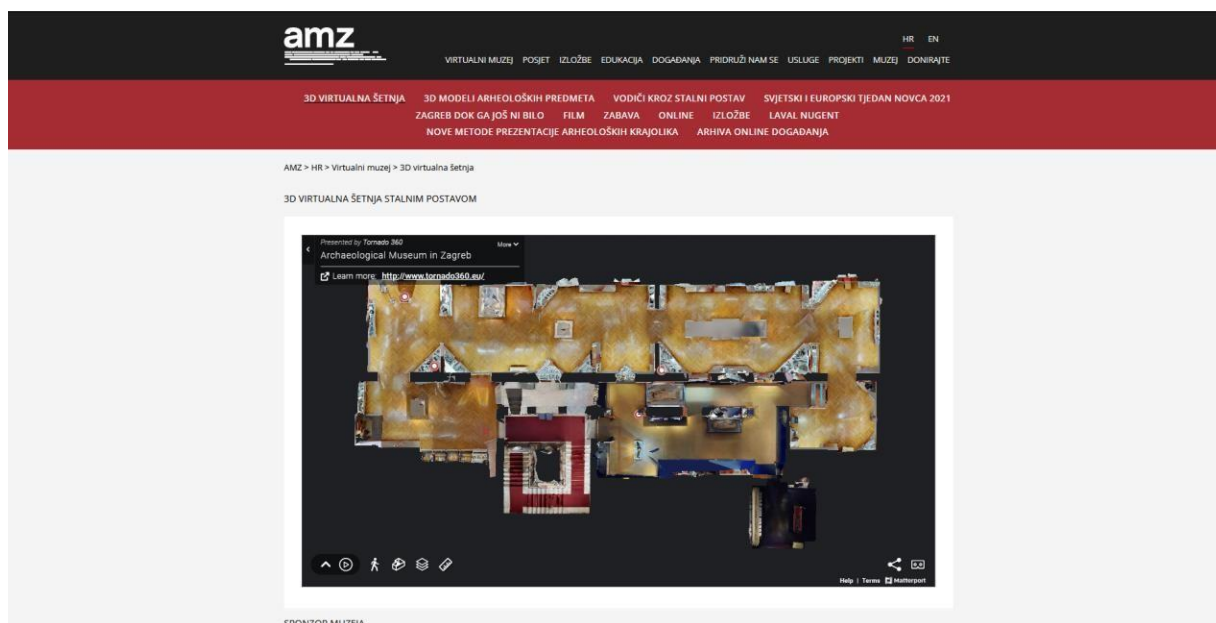 amz
HR EN
VIRTUALNI MUZEJ POSJET IZLOŽBE EDUKACIJA DOGAĐANJA PRIDRUŽI NAM SE USLUGE PROJEKTI MUZEJ DONIRAJTE
3D VIRTUALNA ŠETNJA 3D MODELI ARHEOLOŠKIH PREDMETA VODIČI KROZ STALNI POSTAV SVJETSKI I EUROPSKI TJEDAN NOVCA 2021
ZAGREB DOK GA JOŠ NI BILO FILM ZABAVA ONLINE IZLOŽBE LAVAL NUGENT
NOVE METODE PREZENTACIJE ARHEOLOŠKIH KRAJOLIKA ARHIVA ONLINE DOGAĐANJA
AMZ > HR > Virtualni muzej > 3D virtualna šetnja
3D VIRTUALNA ŠETNJA STALNIM POSTAVOM
Presented by Tornado 360 More
Archaeological Museum in Zagreb
Learn more: http://www.tornado360.eu/
Help | Terms Matterport
SPONZOR MUZEJA